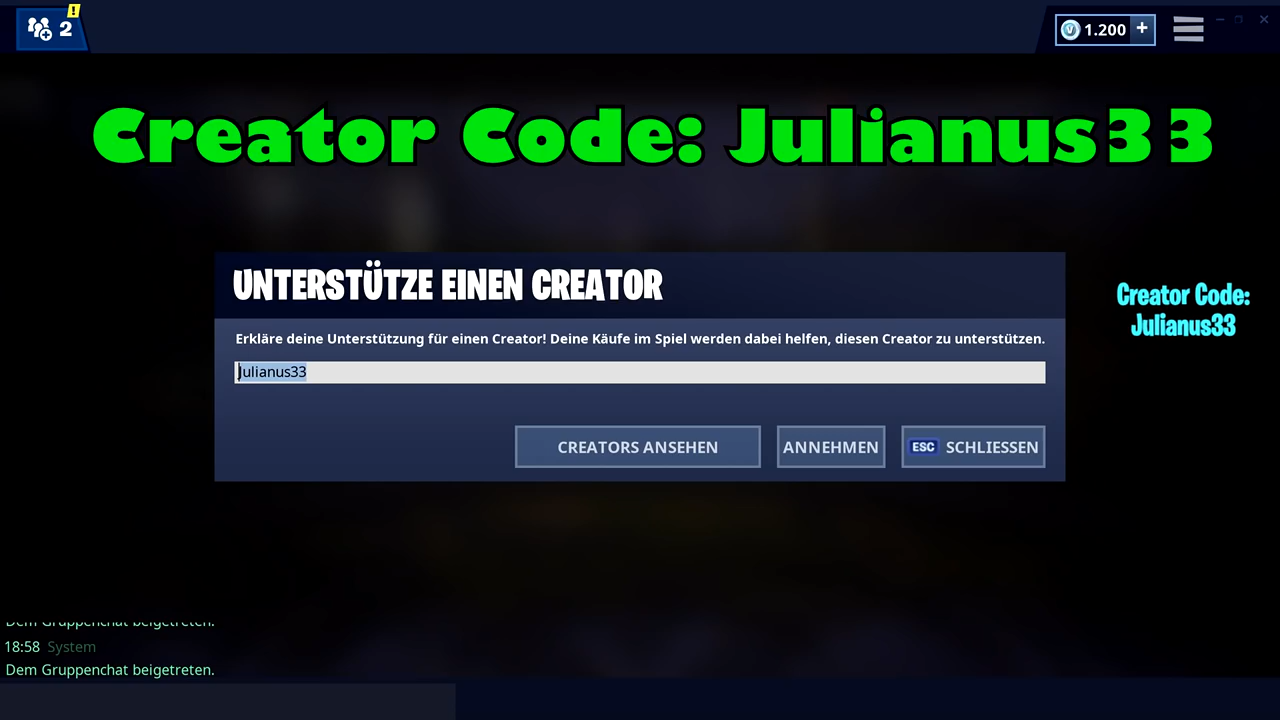 2
!
1.200 +
Creator Code: Julianus33
UNTERSTÜTZE EINEN CREATOR
Erkläre deine Unterstützung für einen Creator! Deine Käufe im Spiel werden dabei helfen, diesen Creator zu unterstützen.
Julianus33
CREATORS ANSEHEN
ANNEHMEN
ESC SCHLIESSEN
Creator Code:
Julianus33
Dem Gruppenchat beigetreten.
18:58 System
Dem Gruppenchat beigetreten.